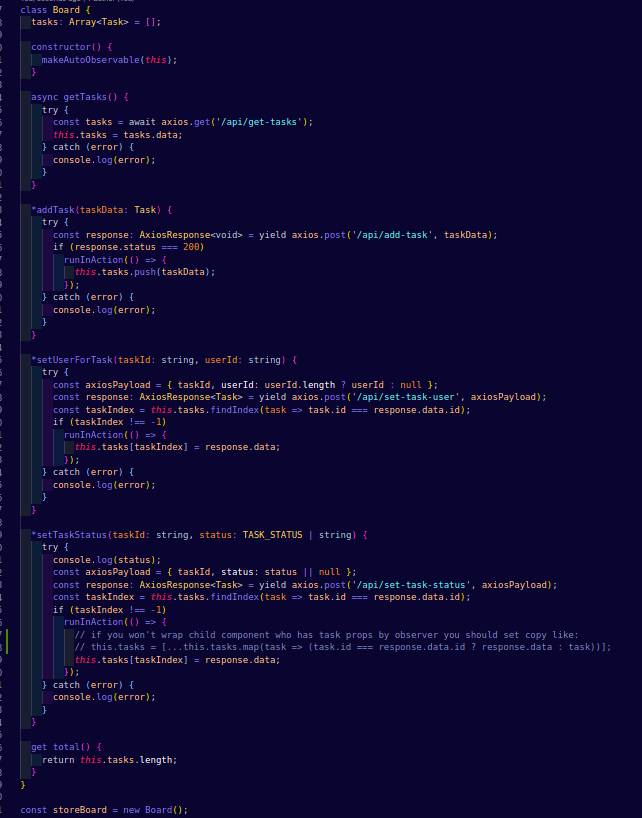 class Board {
tasks: Array<Task> = [];
constructor() {
makeAutoObservable(this);
}
async getTasks() {
try {
const tasks = await axios.get('/api/get-tasks');
this.tasks = tasks.data;
} catch (error) {
console.log(error);
}
}
*addTask(taskData: Task) {
try {
const response: AxiosResponse<void> = yield axios.post('/api/add-task', taskData);
if (response.status === 200)
runInAction(() => {
this.tasks.push(taskData);
});
} catch (error) {
console.log(error);
}
}
*setUserForTask(taskId: string, userId: string) {
try {
const axiosPayload = { taskId, userId: userId.length ? userId : null };
const response: AxiosResponse<Task> = yield axios.post('/api/set-task-user', axiosPayload);
const taskIndex = this.tasks.findIndex(task => task.id === response.data.id);
if (taskIndex !== -1)
runInAction(() => {
this.tasks[taskIndex] = response.data;
});
} catch (error) {
console.log(error);
}
}
*setTaskStatus(taskId: string, status: TASK_STATUS | string) {
try {
console.log(status);
const axiosPayload = { taskId, status: status || null };
const response: AxiosResponse<Task> = yield axios.post('/api/set-task-status', axiosPayload);
const taskIndex = this.tasks.findIndex(task => task.id === response.data.id);
if (taskIndex !== -1)
runInAction(() => {
// if you won't wrap child component who has task props by observer you should set copy like:
// this.tasks = [...this.tasks.map(task => (task.id === response.data.id ? response.data : task))];
this.tasks[taskIndex] = response.data;
});
} catch (error) {
console.log(error);
}
}
get total() {
return this.tasks.length;
}
}
const storeBoard = new Board();